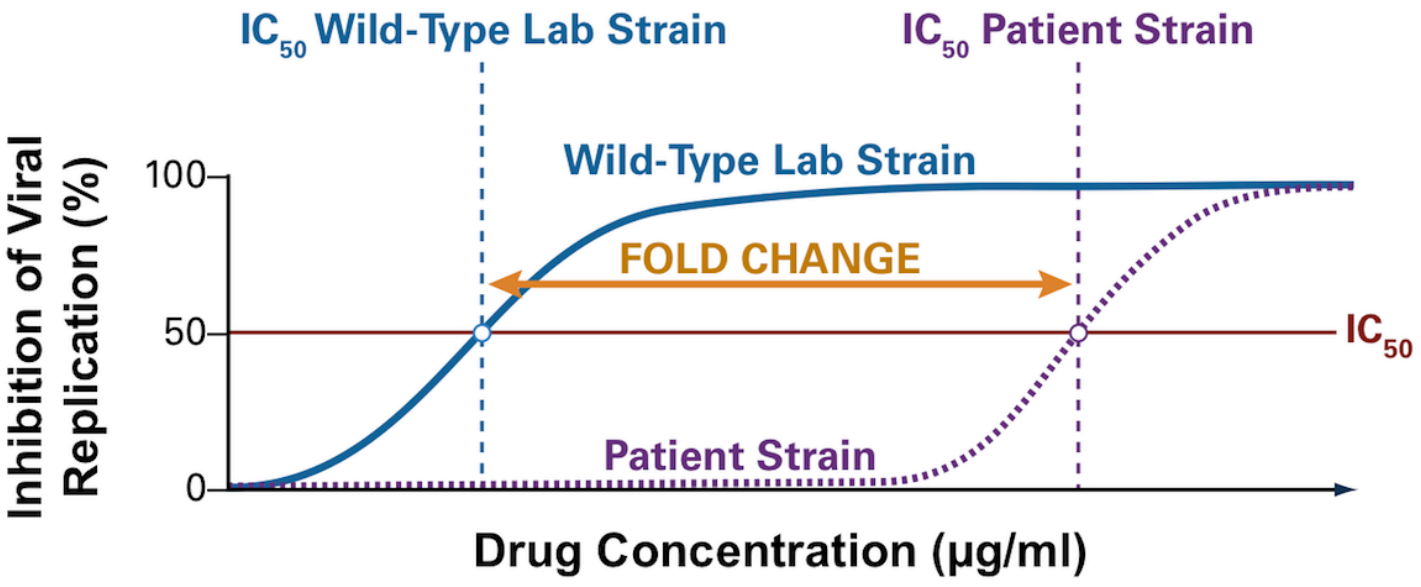 IC50 Wild-Type Lab Strain
IC50 Patient Strain
Inhibition of Viral
Replication (%)
100
Wild-Type Lab Strain
FOLD CHANGE
50
IC50
Patient Strain
0
Drug Concentration (µg/ml)